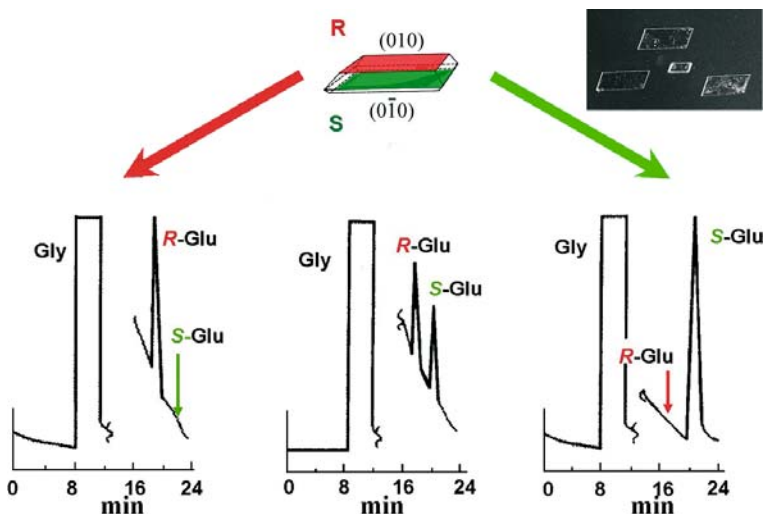 R
(010)
(01̄0)
S
Gly
R-Glu
S-Glu
0 8 16 24
min
Gly
R-Glu
S-Glu
0 8 16 24
min
Gly
S-Glu
R-Glu
0 8 16 24
min